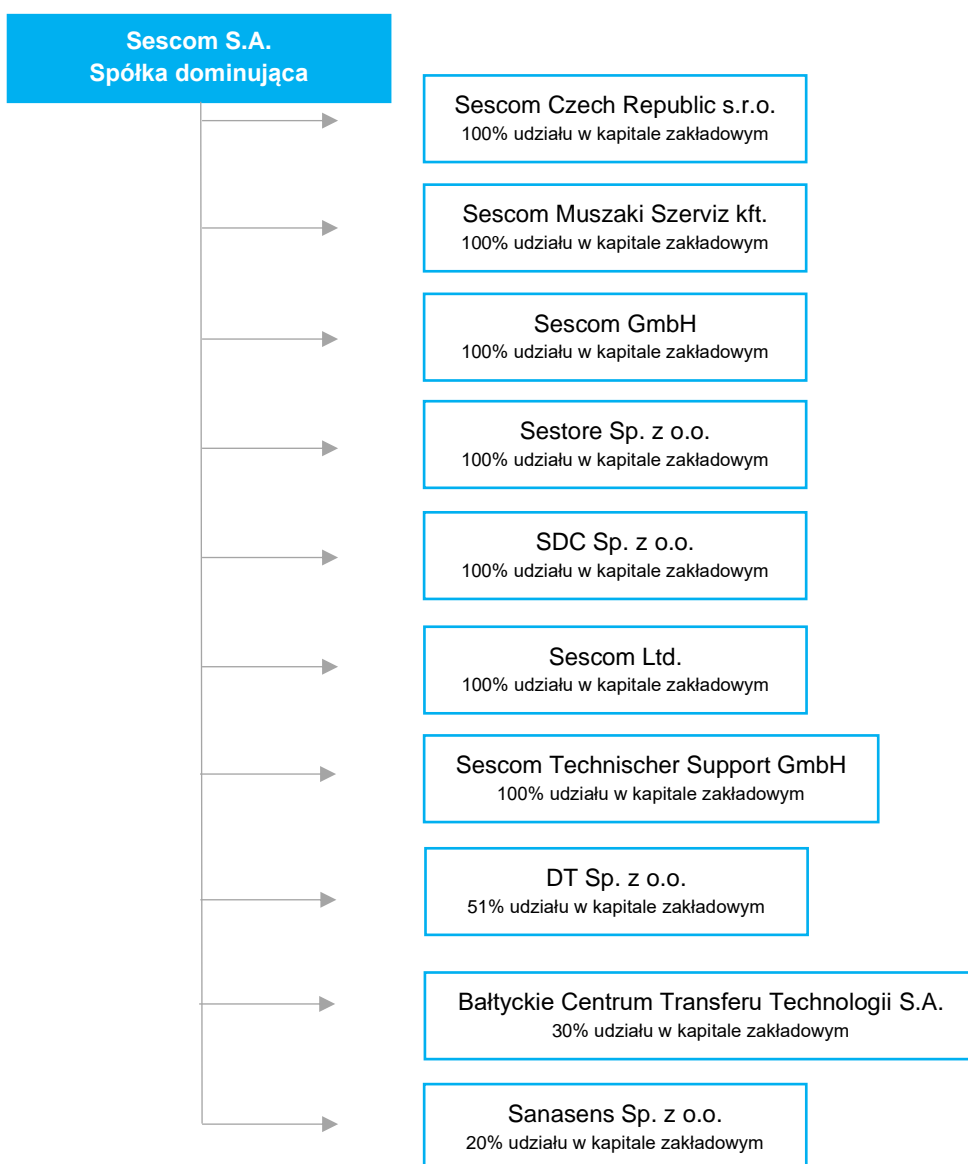 Sescom S.A.
Spółka dominująca
Sescom Czech Republic s.r.o.
100% udziału w kapitale zakładowym
Sescom Muszaki Szerviz kft.
100% udziału w kapitale zakładowym
Sescom GmbH
100% udziału w kapitale zakładowym
Sestore Sp. z o.o.
100% udziału w kapitale zakładowym
SDC Sp. z o.o.
100% udziału w kapitale zakładowym
Sescom Ltd.
100% udziału w kapitale zakładowym
Sescom Technischer Support GmbH
100% udziału w kapitale zakładowym
DT Sp. z o.o.
51% udziału w kapitale zakładowym
Bałtyckie Centrum Transferu Technologii S.A.
30% udziału w kapitale zakładowym
Sanasens Sp. z o.o.
20% udziału w kapitale zakładowym